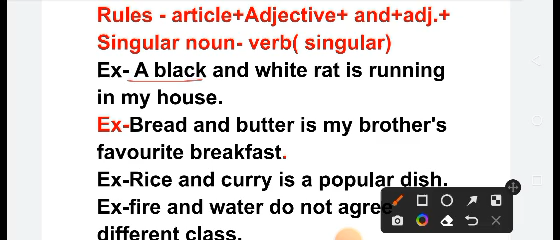 Rules - article+Adjective+ and+adj.+
Singular noun- verb( singular)
Ex- A black and white rat is running
in my house.
Ex-Bread and butter is my brother's
favourite breakfast.
Ex-Rice and curry is a popular dish.
Ex-fire and water do not agree
different class.